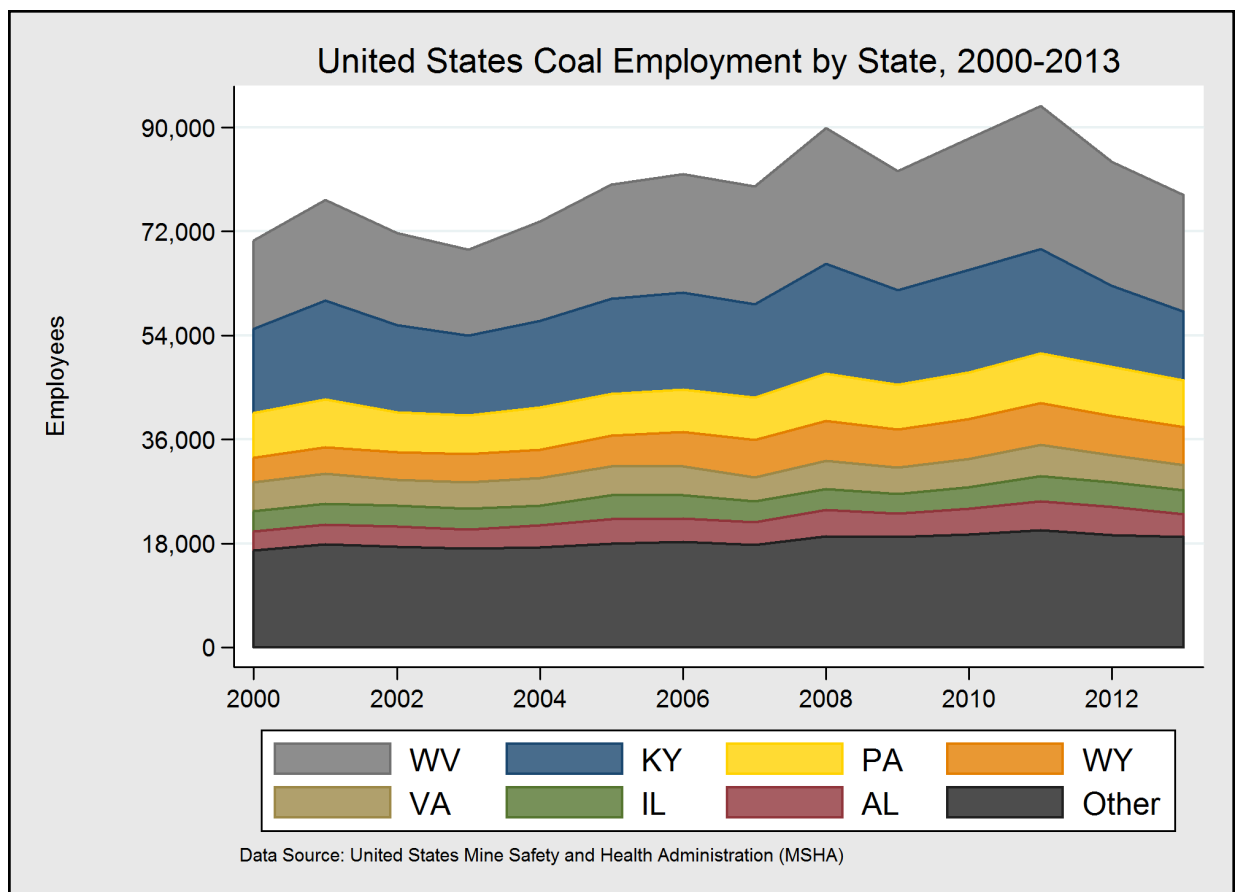 United States Coal Employment by State, 2000-2013
90,000
72,000
54,000
36,000
18,000
0
Employees
2000 2002 2004 2006 2008 2010 2012
WV KY PA WY
VA IL AL Other
Data Source: United States Mine Safety and Health Administration (MSHA)